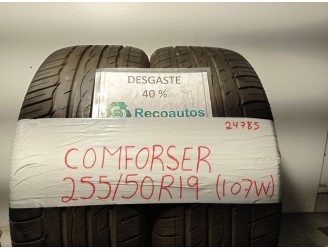 DESGASTE
40 %
Recoautos
24785
COMFORSER
255/50R19 (107W)